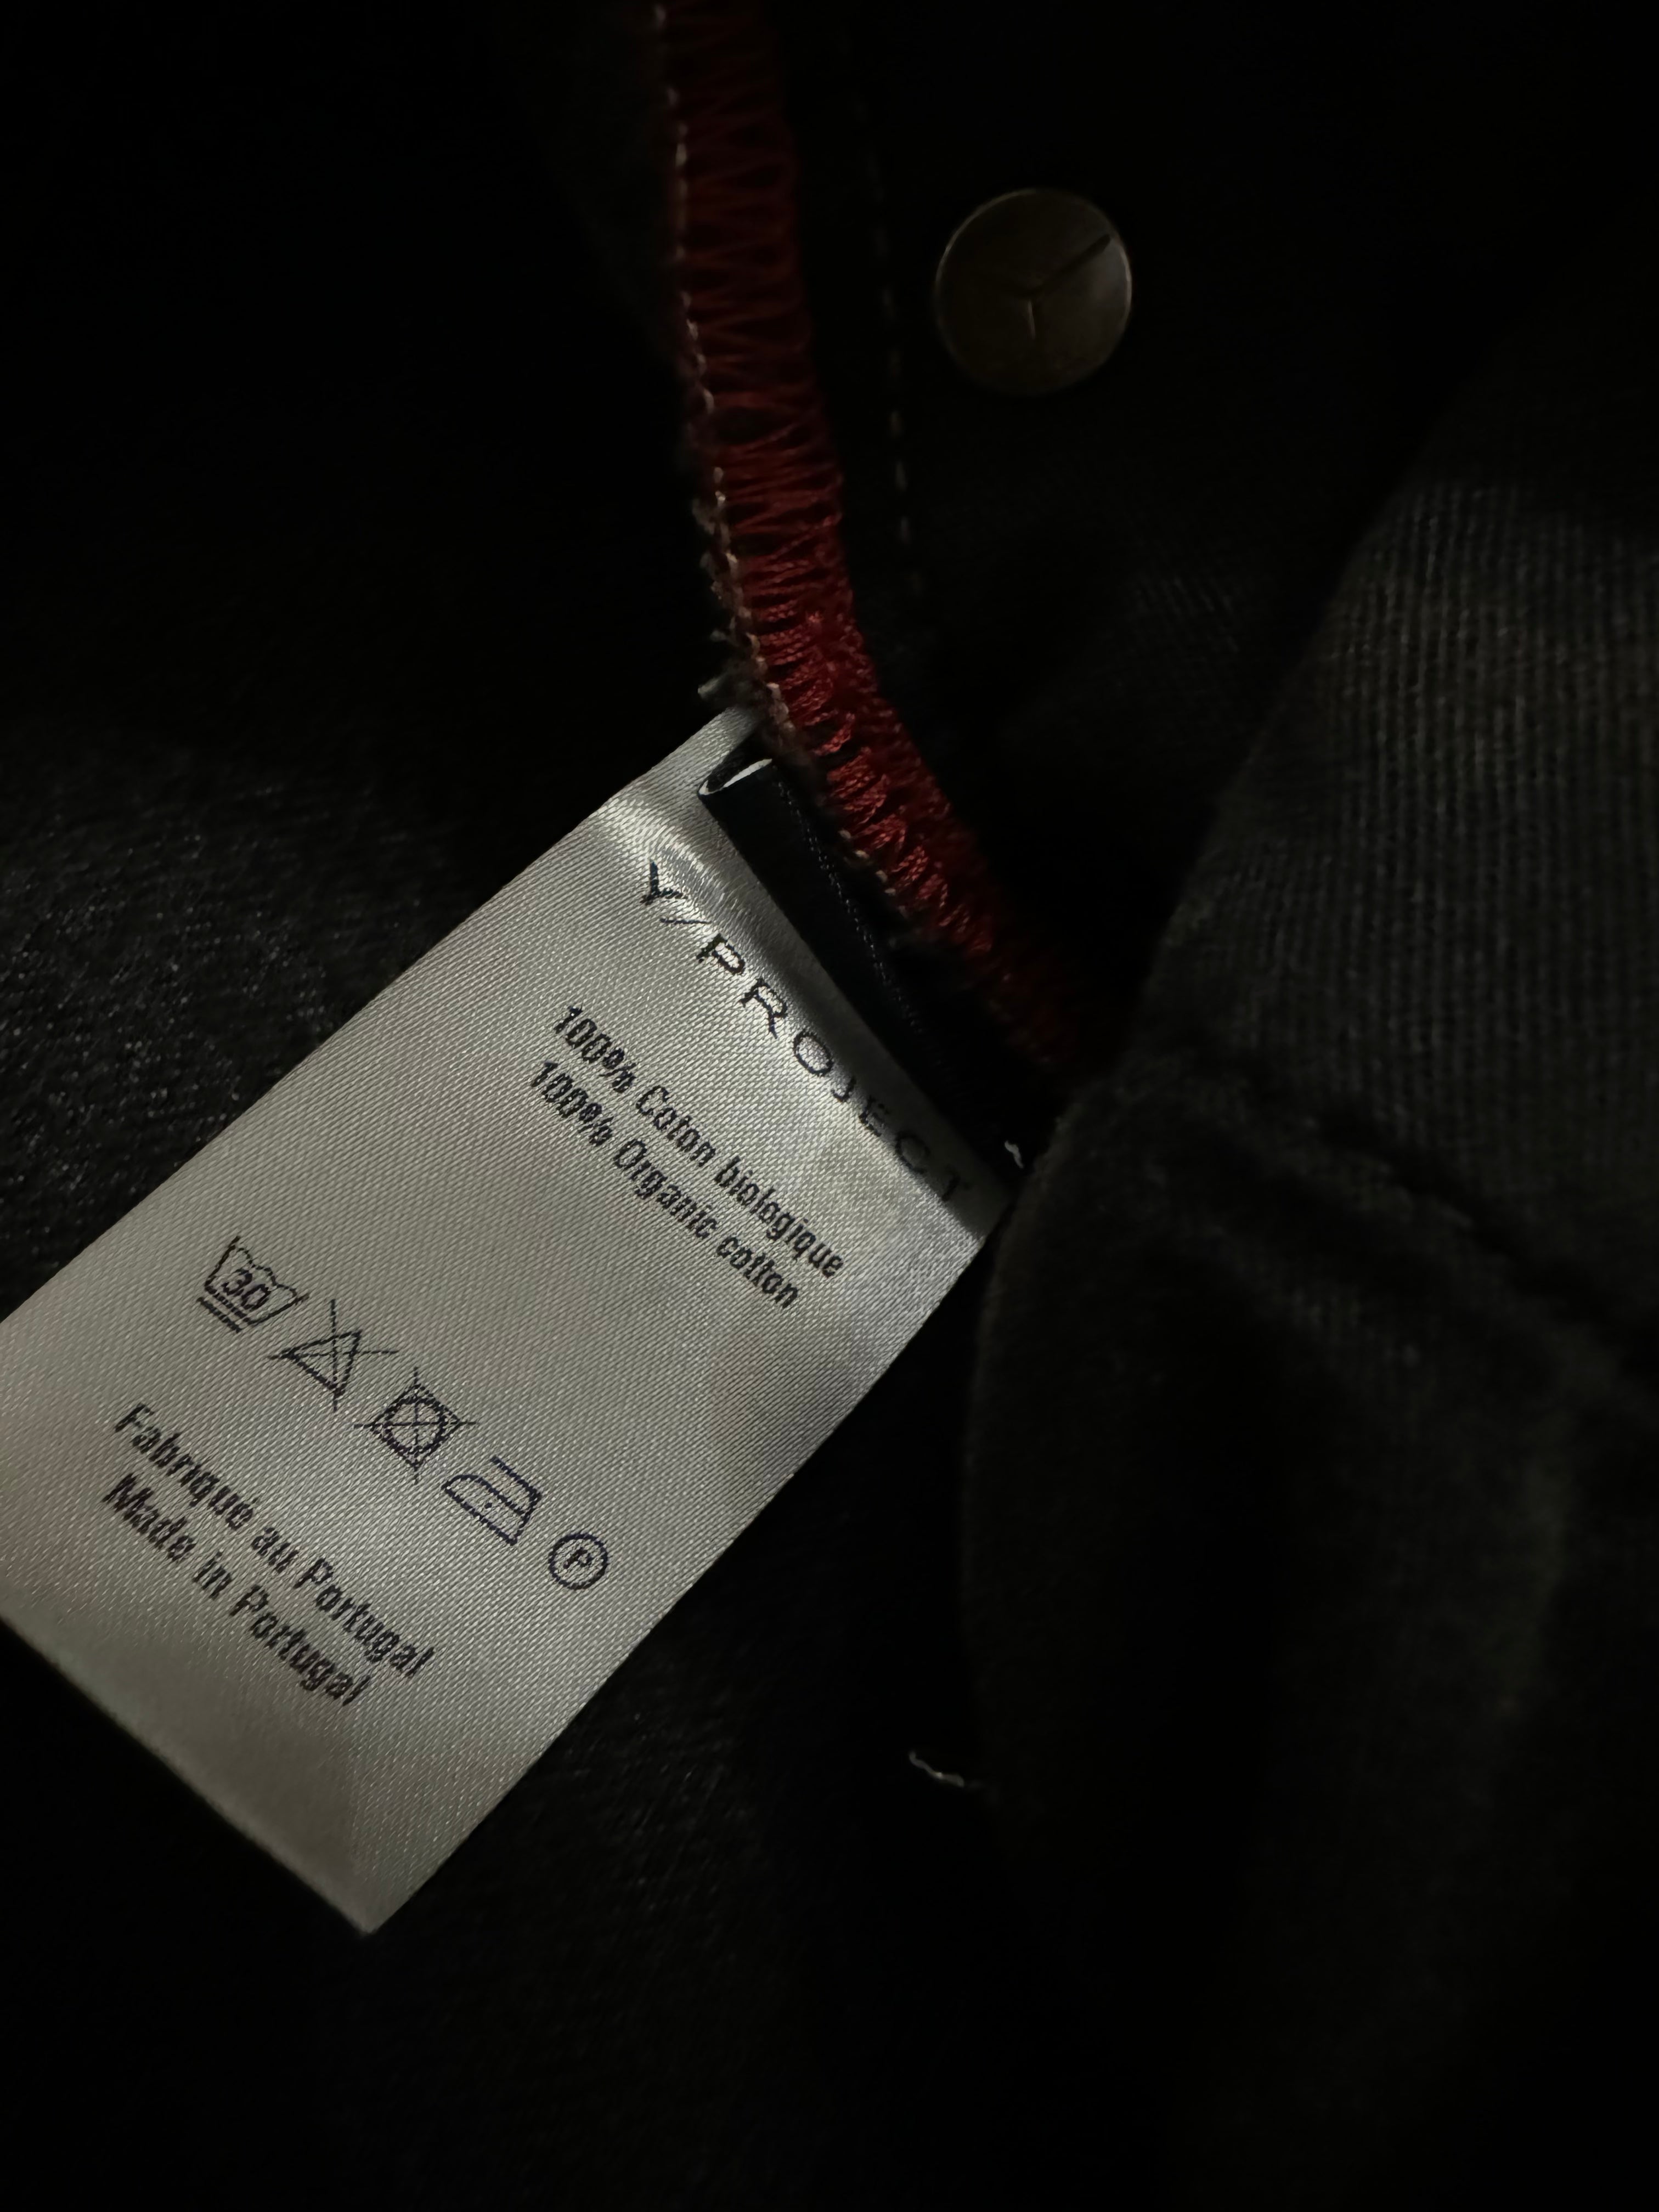 Y/PROJECT
100% Coton biologique
100% Organic cotton
30
P
Fabriqué au Portugal
Made in Portugal